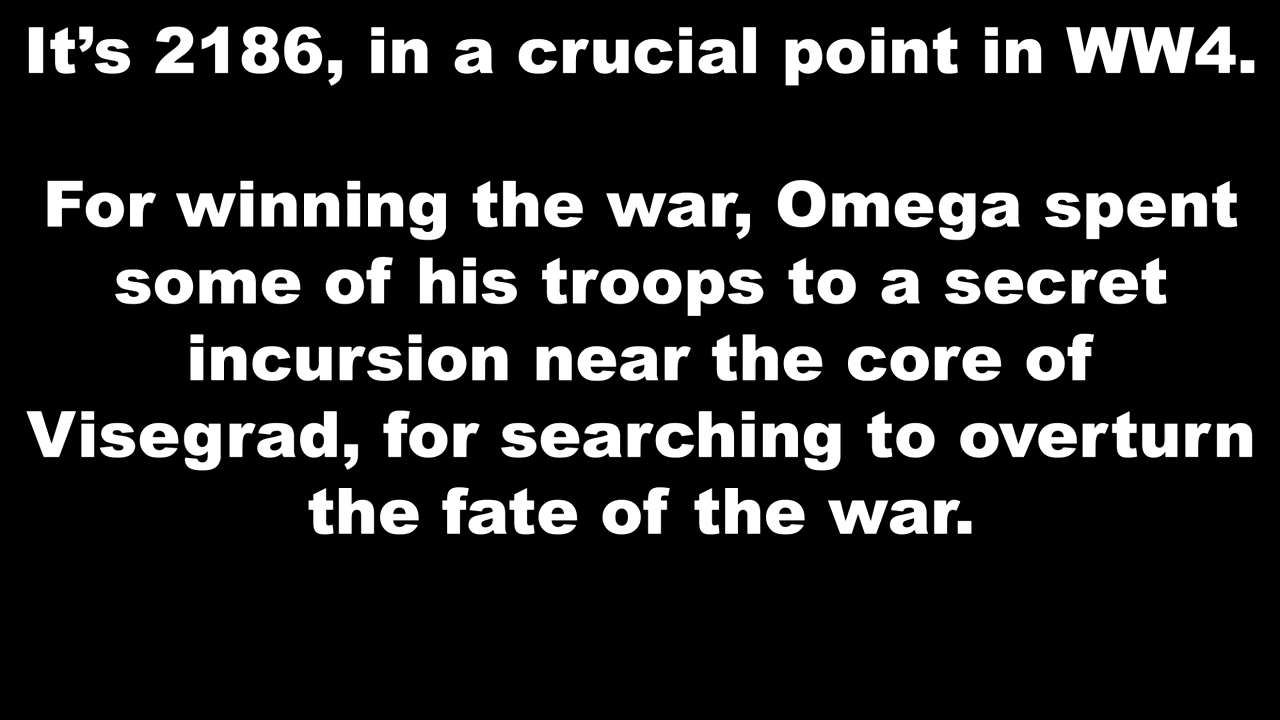 It’s 2186, in a crucial point in WW4.
For winning the war, Omega spent
some of his troops to a secret
incursion near the core of
Visegrad, for searching to overturn
the fate of the war.